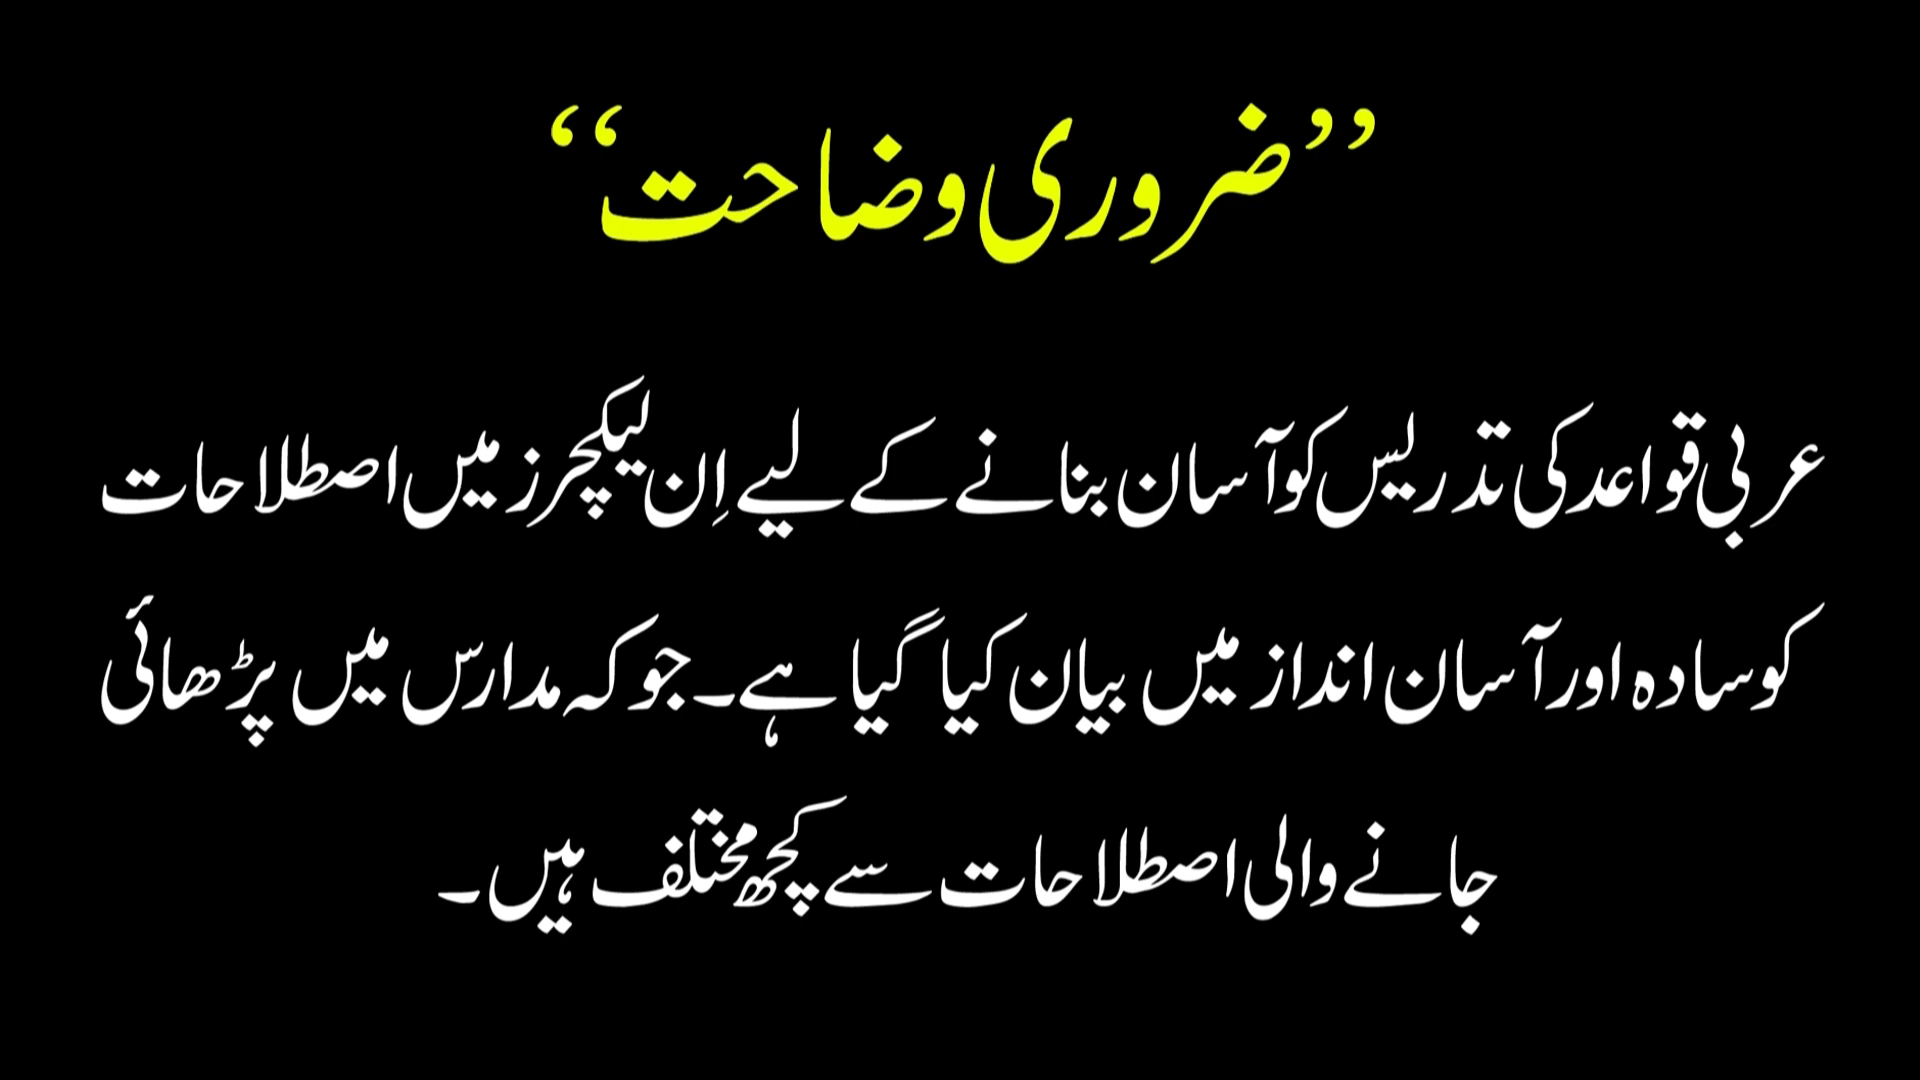 ”ضروری وضاحت“
عربی قواعد کی تدریس کو آسان بنانے کے لیے اِن لیکچرز میں اصطلاحات
کو سادہ اور آسان انداز میں بیان کیا گیا ہے۔ جو کہ مدارس میں پڑھائی
جانے والی اصطلاحات سے کچھ مختلف ہیں۔